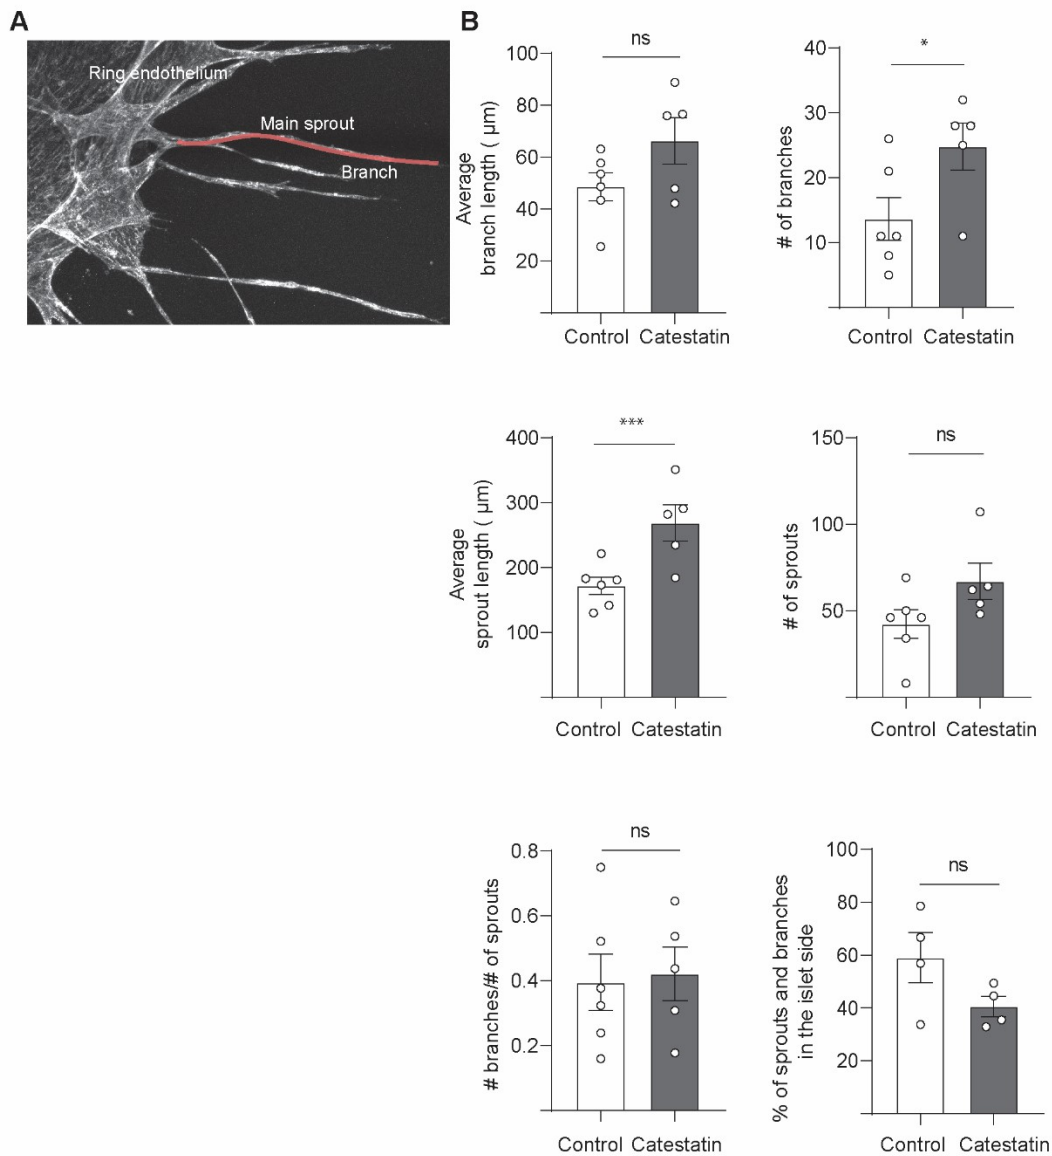 A
Ring endothelium
Main sprout
Branch
B
ns
100
80
60
40
20
Average
branch length ( µm)
Control Catestatin
*
40
30
20
10
# of branches
Control Catestatin
***
400
300
200
100
Average
sprout length ( µm)
Control Catestatin
ns
150
100
50
# of sprouts
Control Catestatin
ns
0.8
0.6
0.4
0.2
# branches/# of sprouts
Control Catestatin
ns
100
80
60
40
20
% of sprouts and branches
in the islet side
Control Catestatin